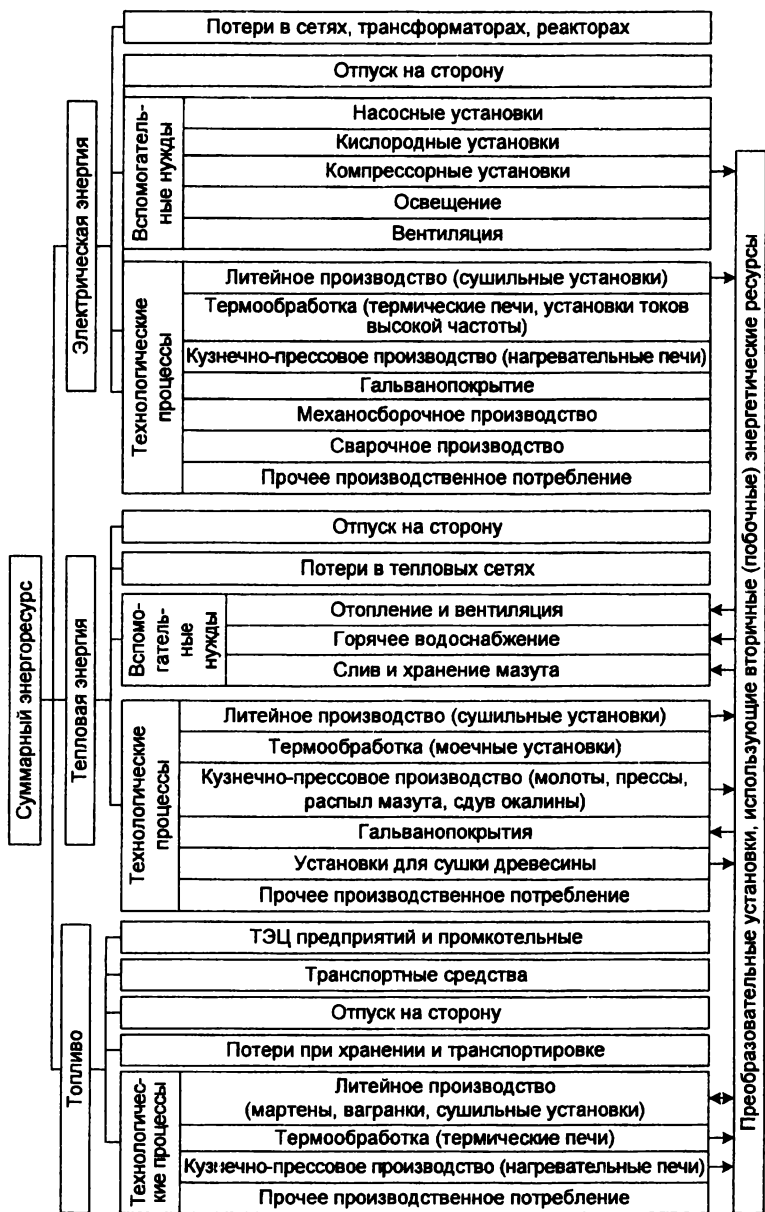 Суммарный энергоресурс
Электрическая энергия
Потери в сетях, трансформаторах, реакторах
Отпуск на сторону
Вспомогатель-
ные нужды
Насосные установки
Кислородные установки
Компрессорные установки
Освещение
Вентиляция
Технологические
процессы
Литейное производство (сушильные установки)
Термообработка (термические печи, установки токов
высокой частоты)
Кузнечно-прессовое производство (нагревательные печи)
Гальванопокрытие
Механосборочное производство
Сварочное производство
Прочее производственное потребление
Тепловая энергия
Отпуск на сторону
Потери в тепловых сетях
Вспомо-
гатель-
ные
нужды
Отопление и вентиляция
Горячее водоснабжение
Слив и хранение мазута
Технологические
процессы
Литейное производство (сушильные установки)
Термообработка (моечные установки)
Кузнечно-прессовое производство (молоты, прессы,
распыл мазута, сдув окалины)
Гальванопокрытия
Установки для сушки древесины
Прочее производственное потребление
Топливо
ТЭЦ предприятий и промкотельные
Транспортные средства
Отпуск на сторону
Потери при хранении и транспортировке
Технологичес-
кие процессы
Литейное производство
(мартены, вагранки, сушильные установки)
Термообработка (термические печи)
Кузнечно-прессовое производство (нагревательные печи)
Прочее производственное потребление
Преобразовательные установки, использующие вторичные (побочные) энергетические ресурсы